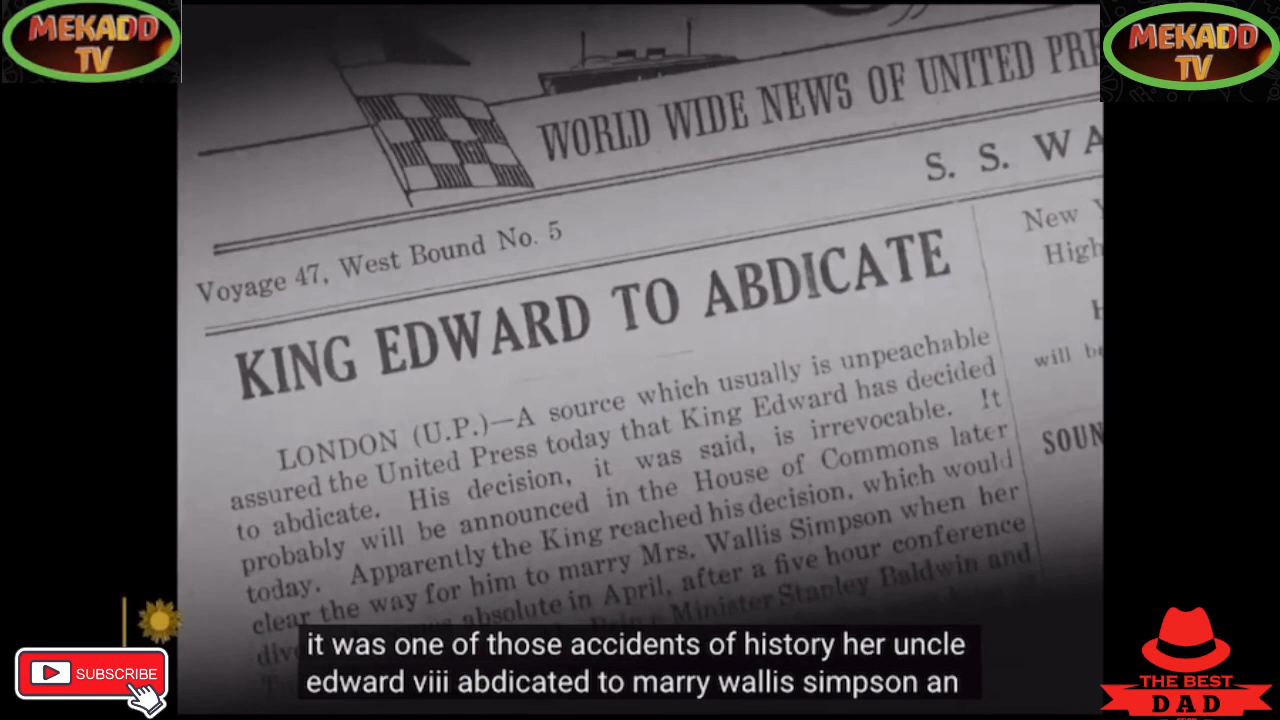 MEKADD
TV
MEKADD
TV
WORLD WIDE NEWS OF UNITED
S. S.
Voyage 47, West Bound No. 5
New
KING EDWARD TO ABDICATE
LONDON (U.P.)—A source which usually is unpeachable
assured the United Press today that King Edward has decided
to abdicate. His decision, it was said, is irrevocable. It
probably will be announced in the House of Commons later
today. Apparently the King reached his decision, which would
clear the way for him to marry Mrs. Wallis Simpson when her
absolute in April, after a five hour conference
Minister Stanley Baldwin and
will
it was one of those accidents of history her uncle
edward viii abdicated to marry wallis simpson an
SUBSCRIBE
THE BEST
DAD